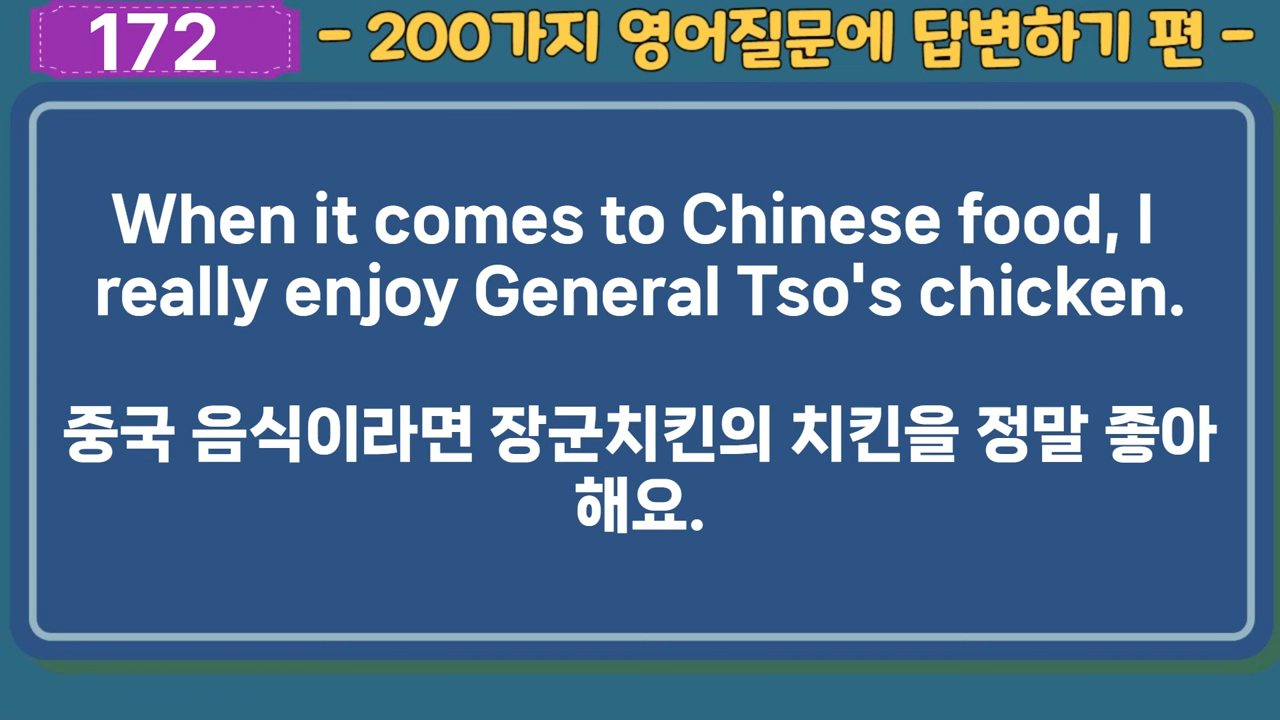 172
- 200가지 영어질문에 답변하기 편 -
When it comes to Chinese food, I
really enjoy General Tso's chicken.
중국 음식이라면 장군치킨의 치킨을 정말 좋아
해요.